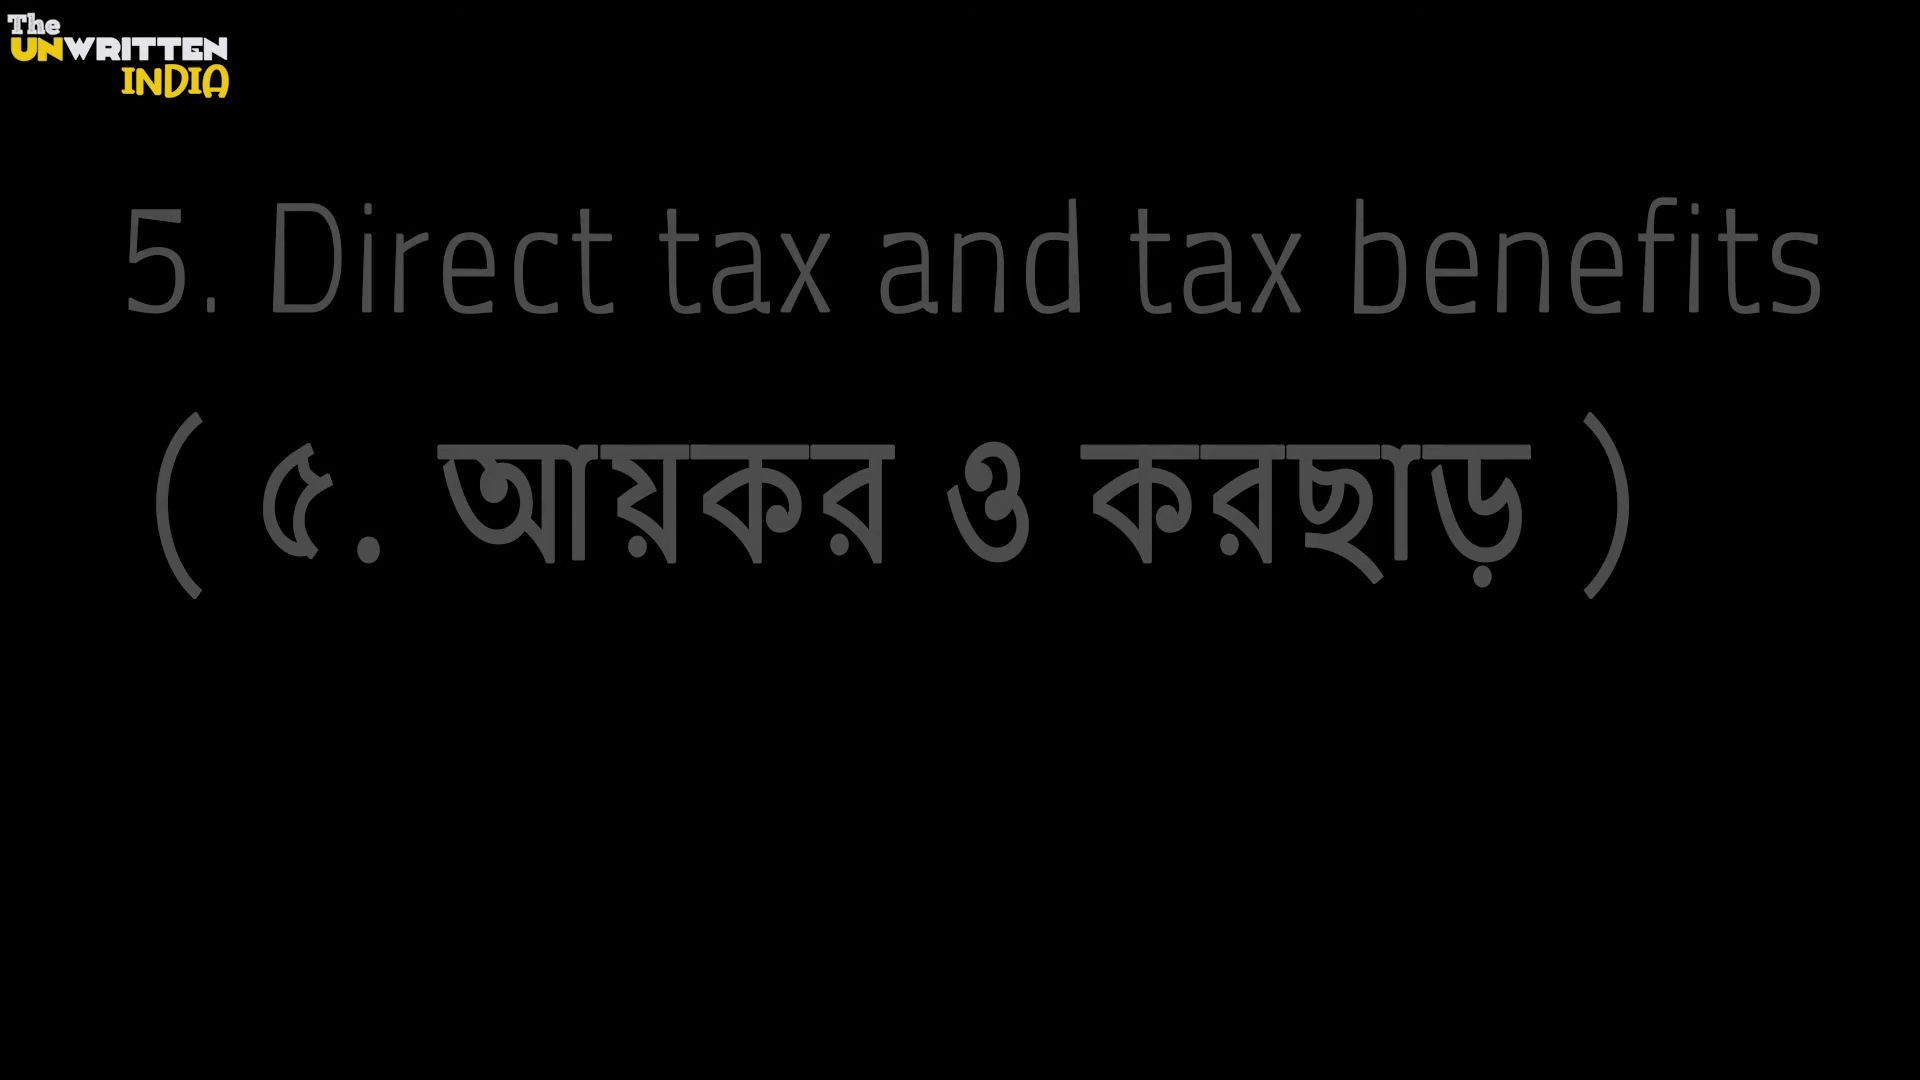 The
UNWRITTEN
INDIA
5. Direct tax and tax benefits
( ৫. আয়কর ও করছাড় )